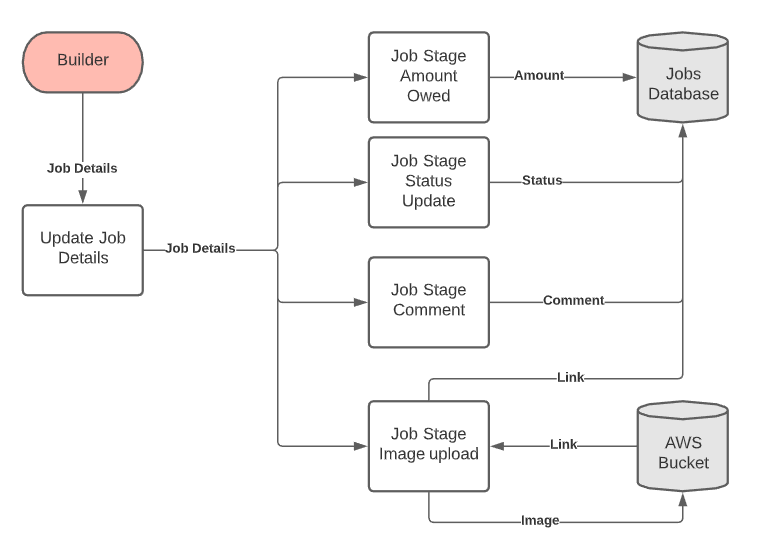 Builder
Job Details
Update Job
Details
Job Details
Job Stage
Amount
Owed
Amount
Jobs
Database
Job Stage
Status
Update
Status
Job Stage
Comment
Comment
Link
Job Stage
Image upload
Link
AWS
Bucket
Image